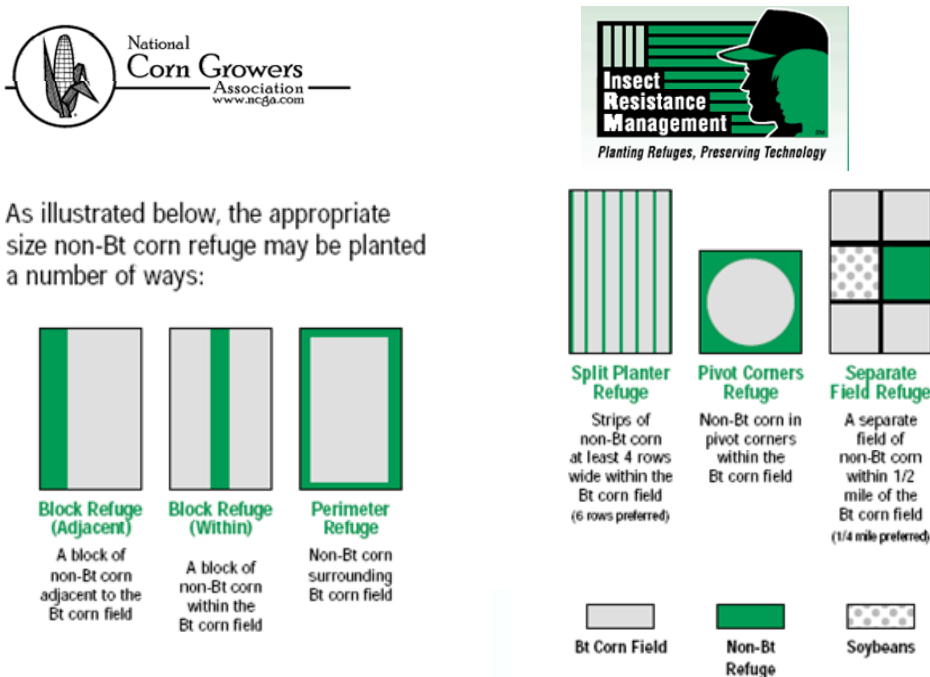 National
Corn Growers
Association
www.ncga.com
Insect
Resistance
Management
SM
Planting Refuges, Preserving Technology
As illustrated below, the appropriate
size non-Bt corn refuge may be planted
a number of ways:
Block Refuge
(Adjacent)
A block of
non-Bt corn
adjacent to the
Bt corn field
Block Refuge
(Within)
A block of
non-Bt corn
within the
Bt corn field
Perimeter
Refuge
Non-Bt corn
surrounding
Bt corn field
Split Planter
Refuge
Strips of
non-Bt corn
at least 4 rows
wide within the
Bt corn field
(6 rows preferred)
Pivot Corners
Refuge
Non-Bt corn in
pivot corners
within the
Bt corn field
Separate
Field Refuge
A separate
field of
non-Bt corn
within 1/2
mile of the
Bt corn field
(1/4 mile preferred)
Bt Corn Field
Non-Bt
Refuge
Soybeans